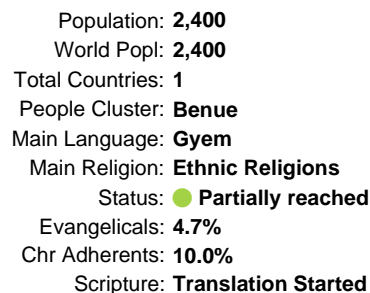 Population: 2,400
World Popl: 2,400
Total Countries: 1
People Cluster: Benue
Main Language: Gyem
Main Religion: Ethnic Religions
Status: Partially reached
Evangelicals: 4.7%
Chr Adherents: 10.0%
Scripture: Translation Started